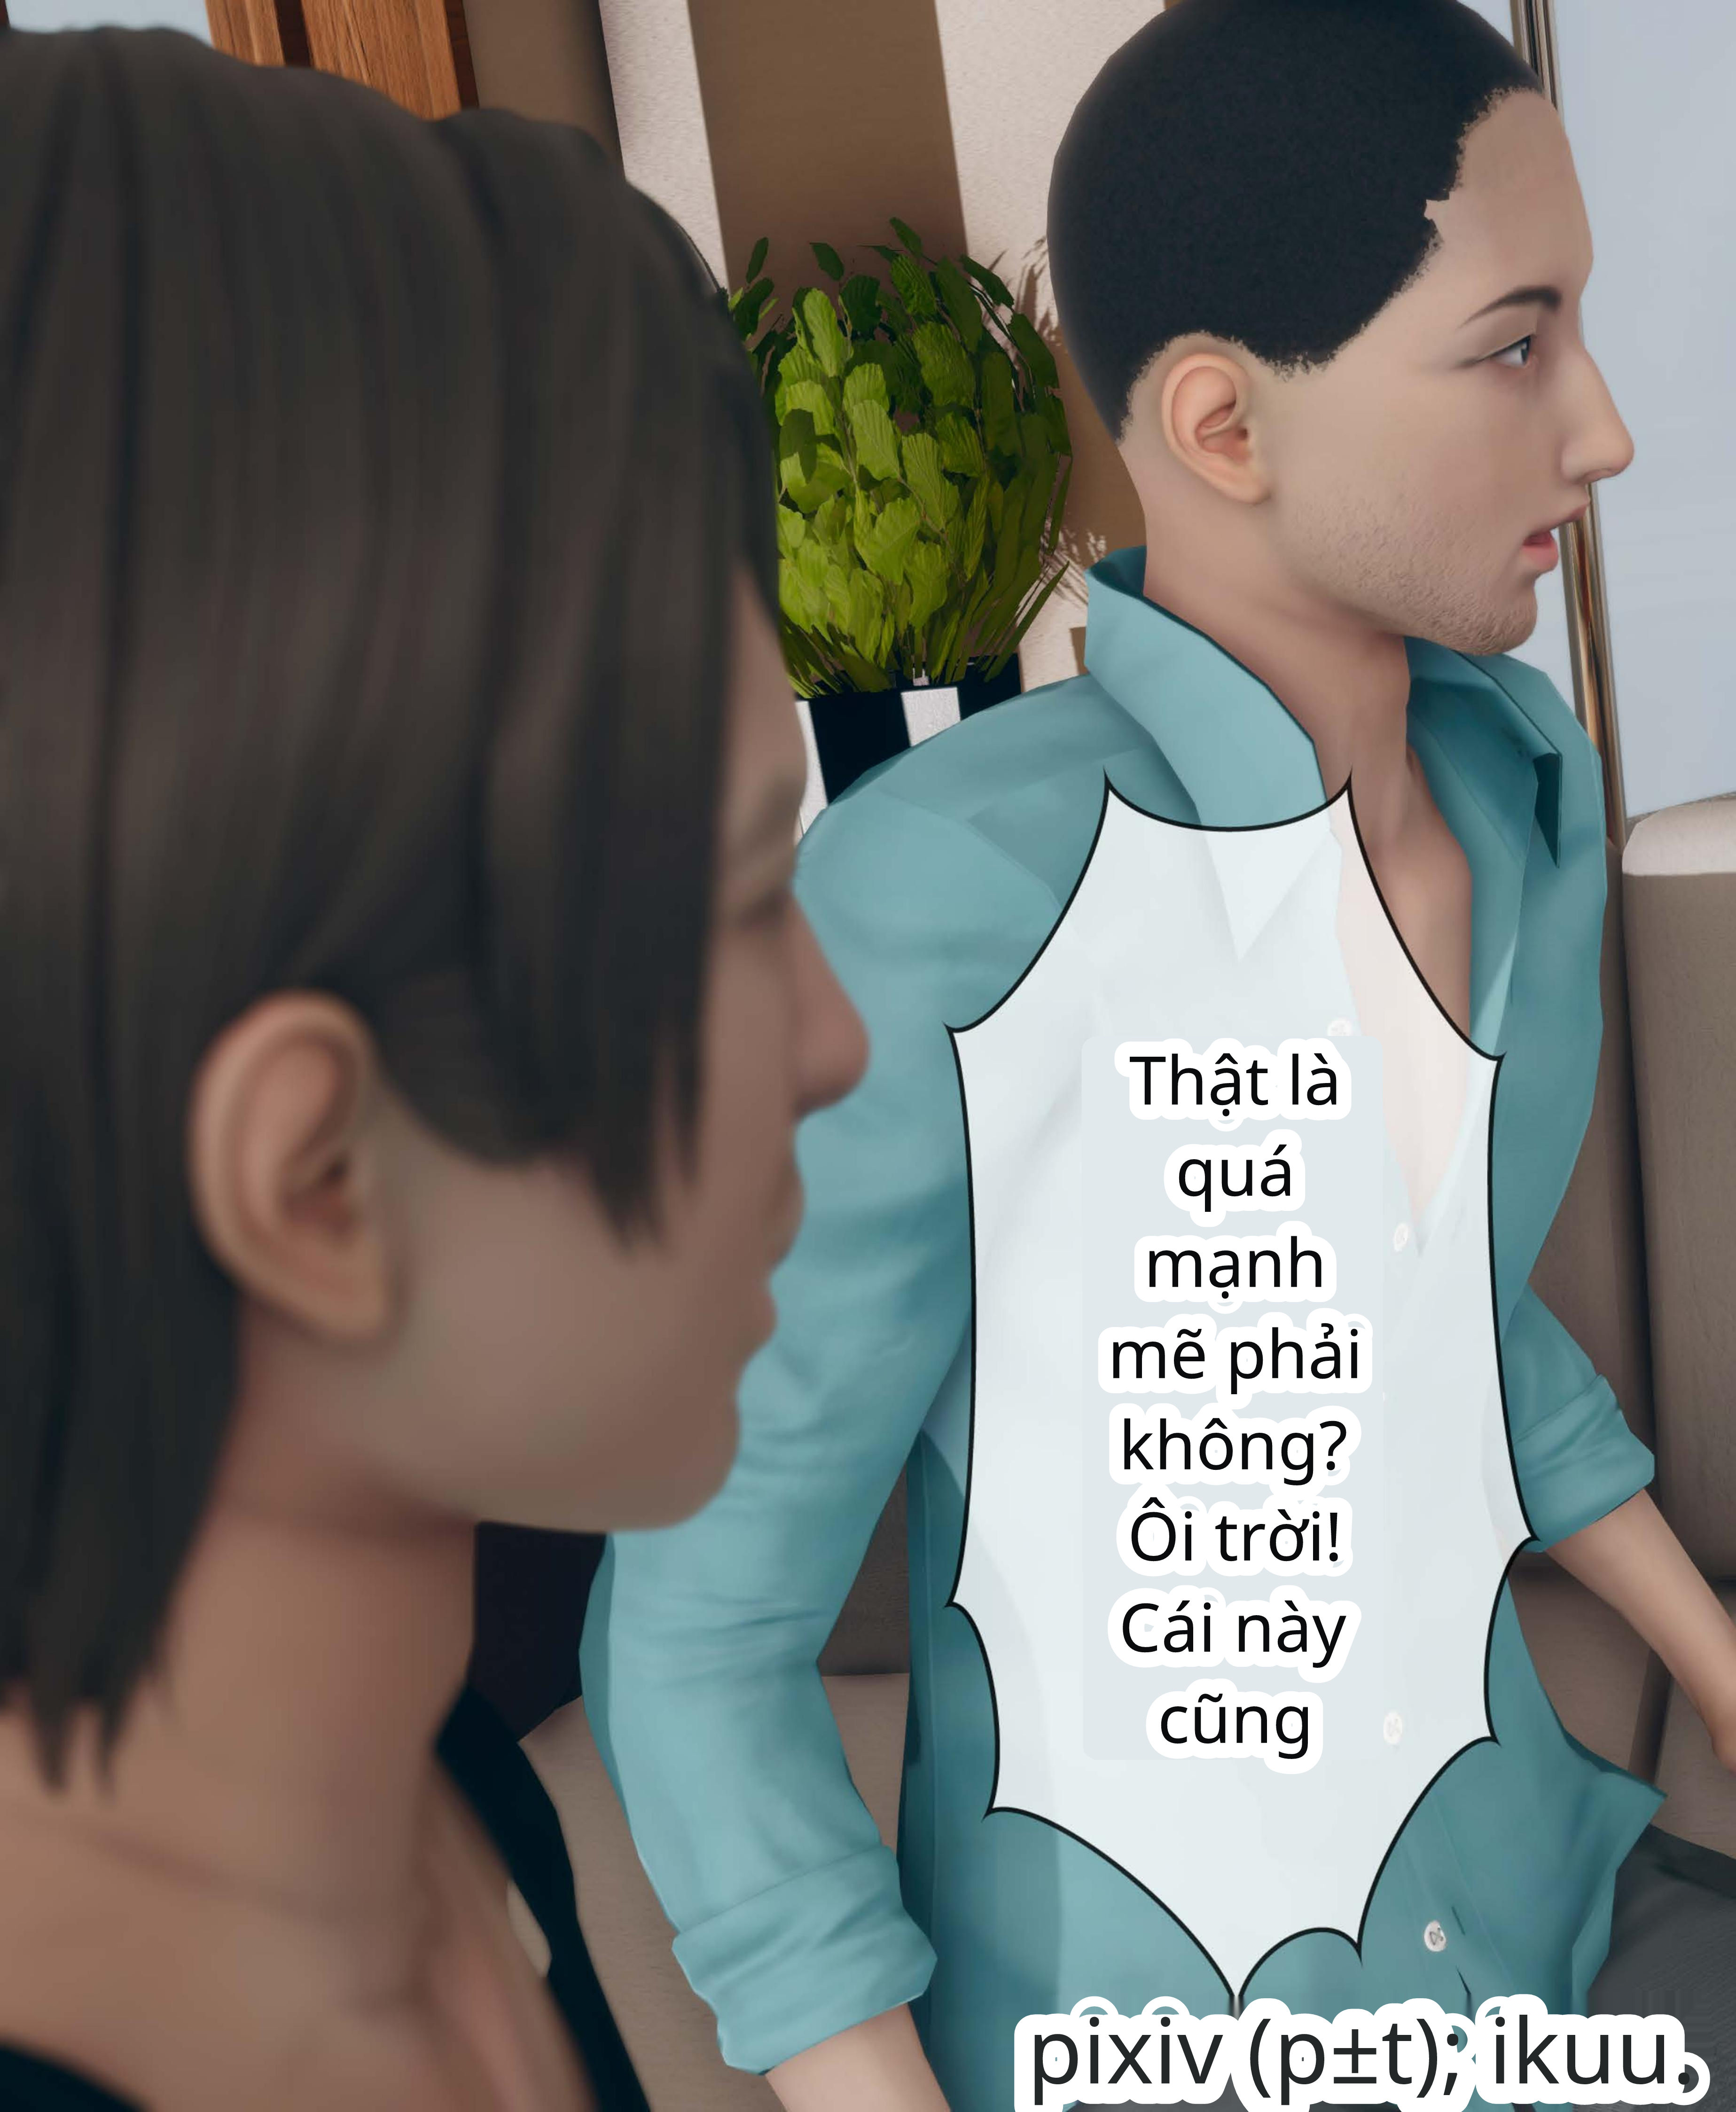 Thật là
quá
mạnh
mẽ phải
không?
Ôi trời!
Cái này
cũng
pixiv (p±t); ikuu.